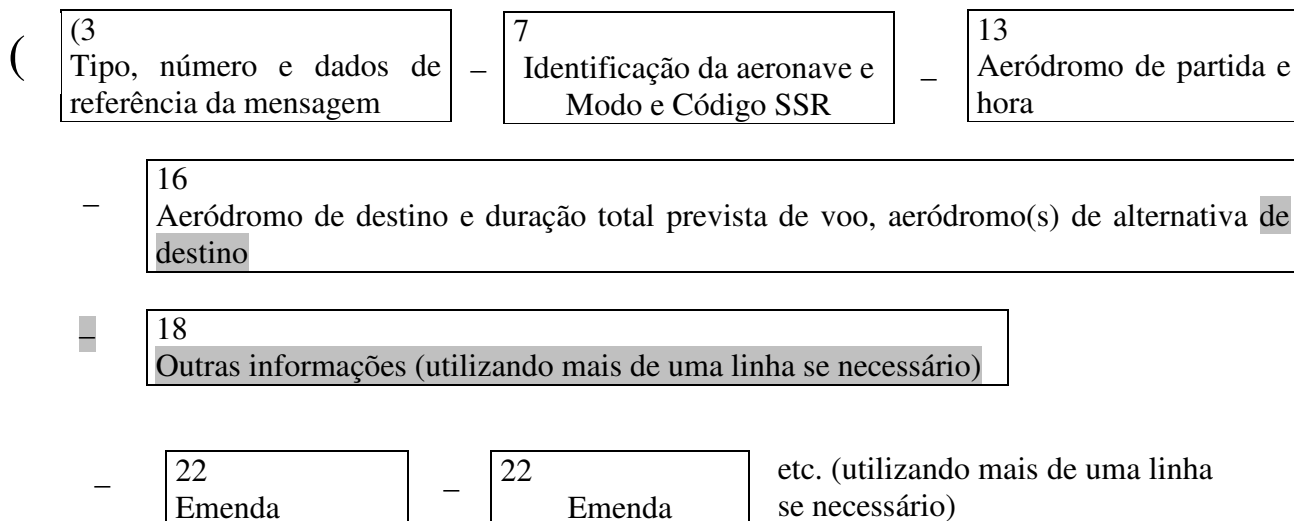 (
(3
Tipo, número e dados de
referência da mensagem
–
7
Identificação da aeronave e
Modo e Código SSR
–
13
Aeródromo de partida e
hora
–
16
Aeródromo de destino e duração total prevista de voo, aeródromo(s) de alternativa de
destino
–
18
Outras informações (utilizando mais de uma linha se necessário)
–
22
Emenda
–
22
Emenda
etc. (utilizando mais de uma linha
se necessário)